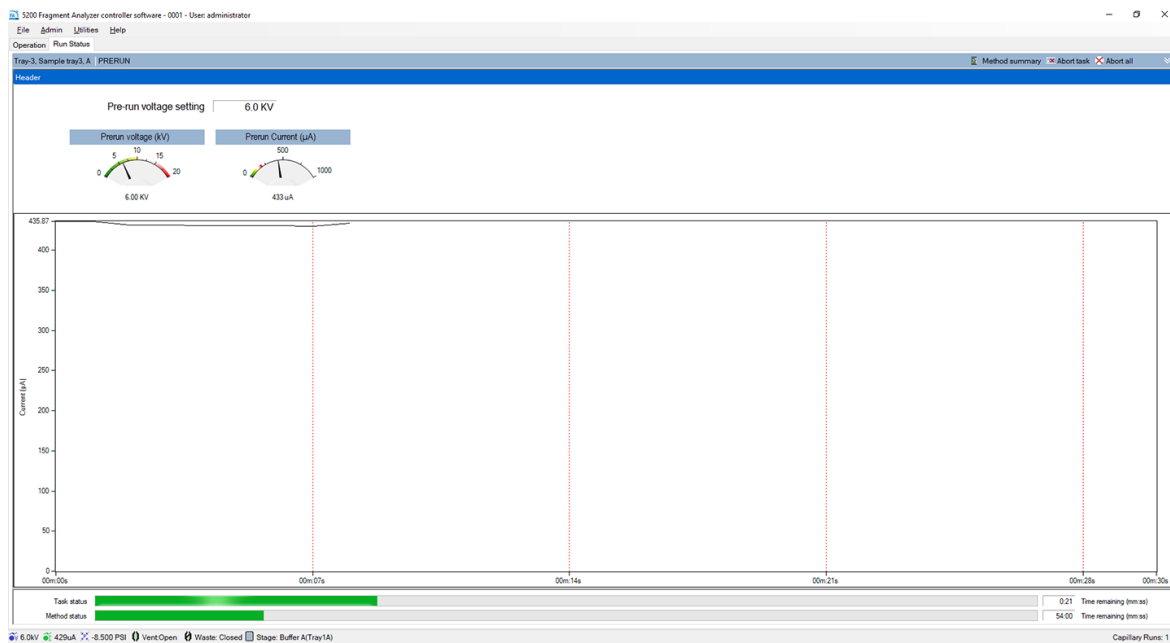 5200 Fragment Analyzer controller software - 0001 - User: administrator
File Admin Utilities Help
Operation Run Status
Tray-3, Sample tray3, A PRERUN Method summary Abort task Abort all
Header
Pre-run voltage setting 6.0 KV
Prerun voltage (kV) Prerun Current (µA)
0 5 10 15 20 0 500 1000
6.00 KV 433 uA
435.87
400
350
300
250
200
150
100
50
0
Current (µA)
00m:00s 00m:07s 00m:14s 00m:21s 00m:28s 00m:30s
Task status 0:21 Time remaining (mm:ss)
Method status 54:00 Time remaining (mm:ss)
6.0kV 429uA -8.500 PSI Vent:Open Waste: Closed Stage: Buffer A(Tray1A) Capillary Runs: 1